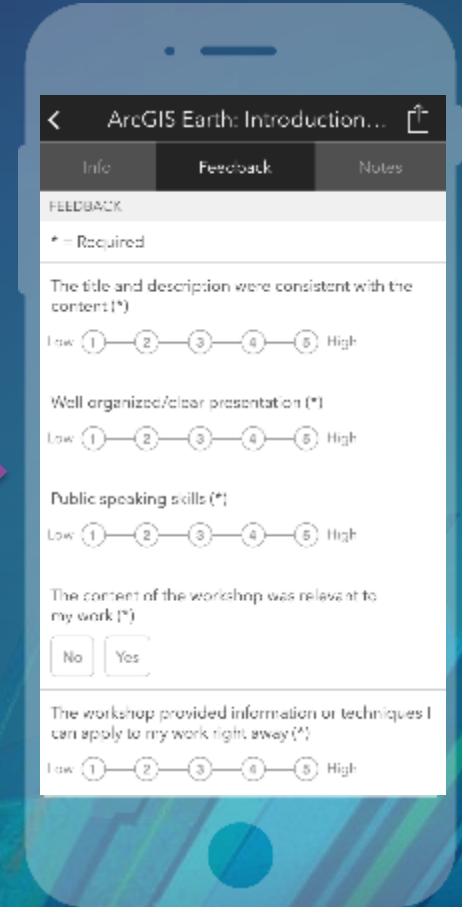 ArcGIS Earth: Introduction...
Info Feedback Notes
FEEDBACK
* = Required
The title and description were consistent with the
content (*)
Low 1 2 3 4 5 High
Well organized/clear presentation (*)
Low 1 2 3 4 5 High
Public speaking skills (*)
Low 1 2 3 4 5 High
The content of the workshop was relevant to
my work (*)
No Yes
The workshop provided information or techniques I
can apply to my work right away (*)
Low 1 2 3 4 5 High